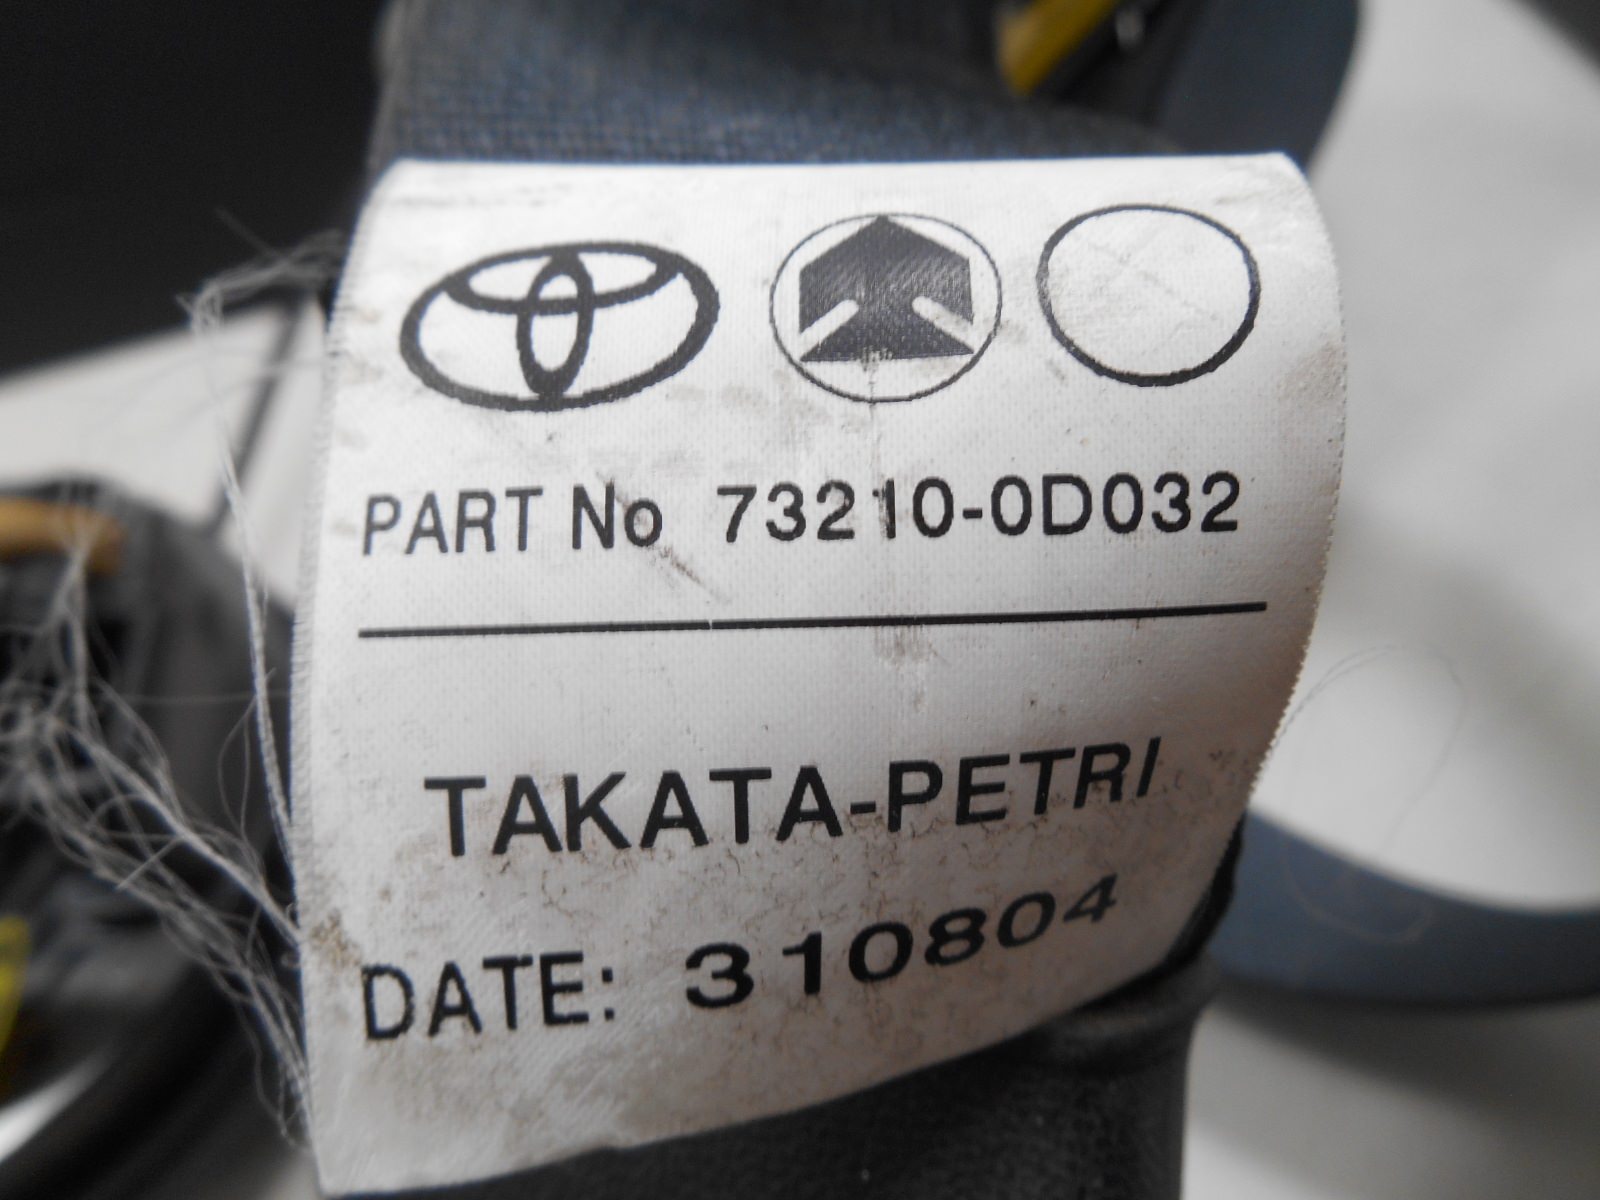 PART No 73210-0D032
TAKATA-PETRI
DATE: 310804